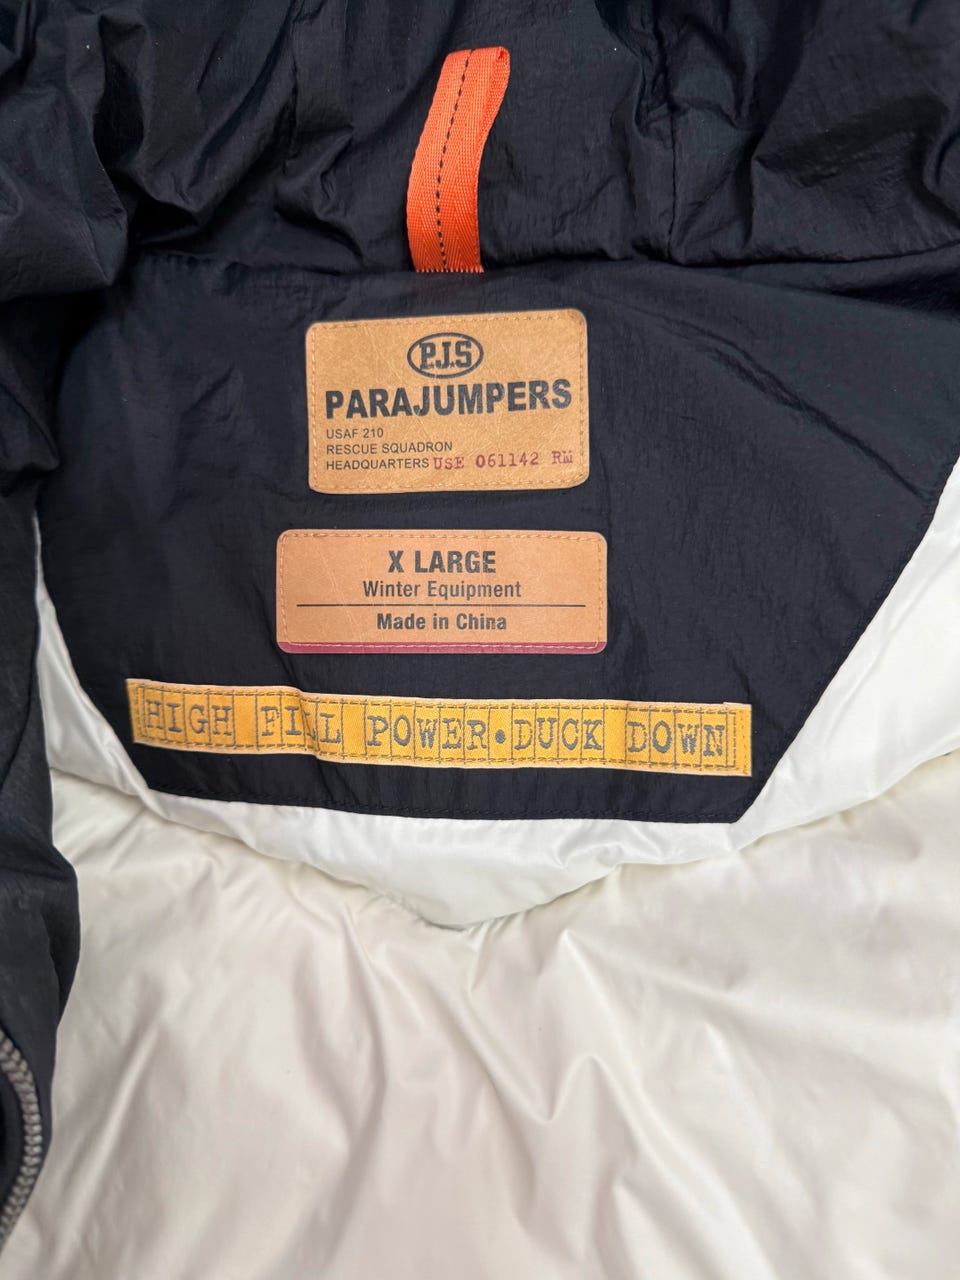 P.J.S
PARAJUMPERS
USAF 210
RESCUE SQUADRON
HEADQUARTERS USE 061142 RM
X LARGE
Winter Equipment
Made in China
HIGH FILL POWER•DUCK DOWN